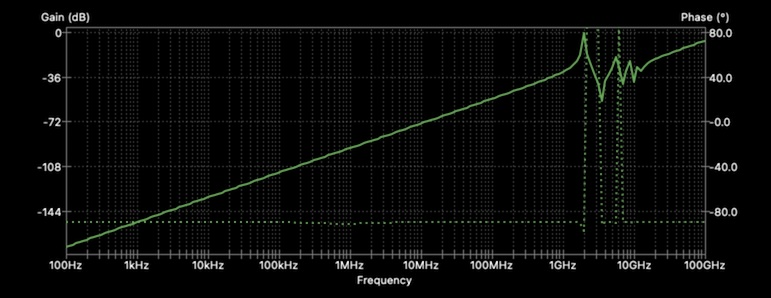 Gain (dB) Phase (°)
0 80.0
-36 40.0
-72 -0.0
-108 -40.0
-144 -80.0
100Hz 1kHz 10kHz 100kHz 1MHz 10MHz 100MHz 1GHz 10GHz 100GHz
Frequency